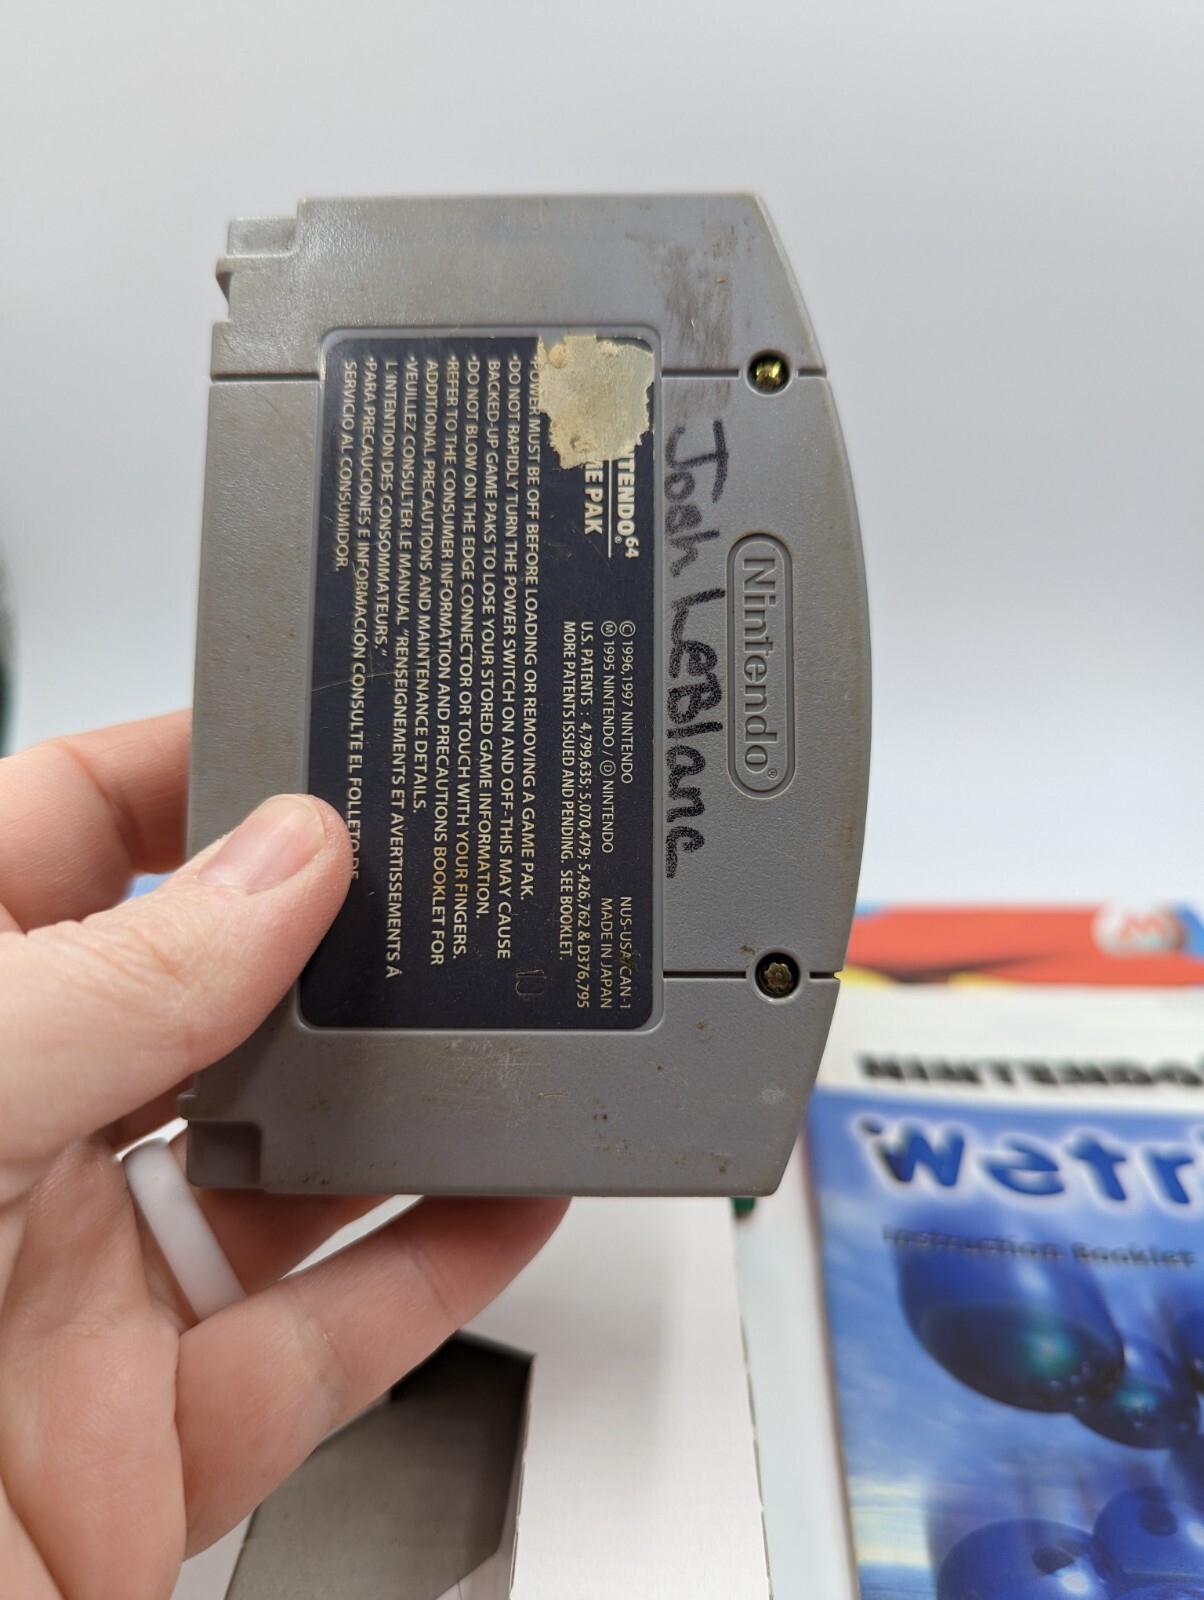 Nintendo®
Joah LeBlanc
TENDO64®
ME PAK
© 1996,1997 NINTENDO
Ⓜ 1995 NINTENDO / Ⓓ NINTENDO
NUS-USA/CAN-1
MADE IN JAPAN
U.S. PATENTS : 4,799,635; 5,070,479; 5,426,762 & D376,795
MORE PATENTS ISSUED AND PENDING. SEE BOOKLET.
•POWER MUST BE OFF BEFORE LOADING OR REMOVING A GAME PAK.
•DO NOT RAPIDLY TURN THE POWER SWITCH ON AND OFF-THIS MAY CAUSE
BACKED-UP GAME PAKS TO LOSE YOUR STORED GAME INFORMATION.
•DO NOT BLOW ON THE EDGE CONNECTOR OR TOUCH WITH YOUR FINGERS.
•REFER TO THE CONSUMER INFORMATION AND PRECAUTIONS BOOKLET FOR
ADDITIONAL PRECAUTIONS AND MAINTENANCE DETAILS.
•VEUILLEZ CONSULTER LE MANUAL "RENSEIGNEMENTS ET AVERTISSEMENTS À
L'INTENTION DES CONSOMMATEURS,"
•PARA PRECAUCIONES E INFORMACIÓN CONSULTE EL FOLLETO DE
SERVICIO AL CONSUMIDOR.
NINTENDO
Wetri
Instruction Booklet